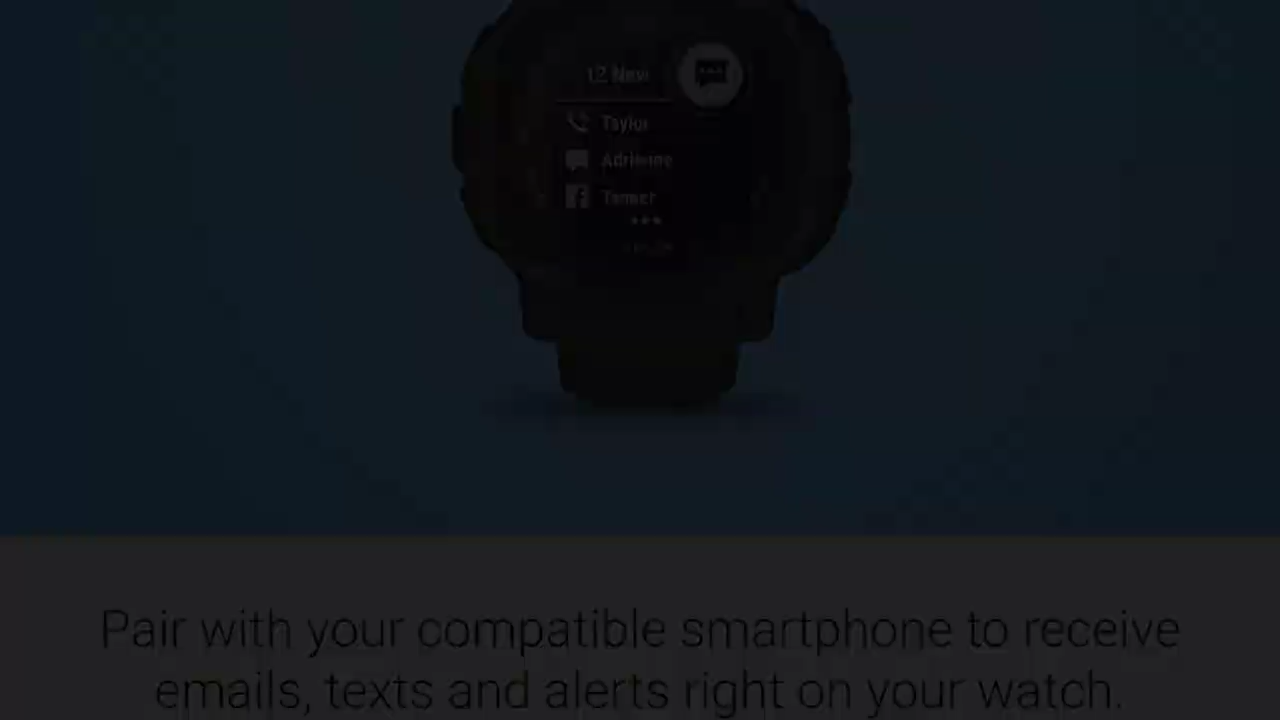 12 New
Taylor
Adrienne
Tanner
Pair with your compatible smartphone to receive
emails, texts and alerts right on your watch.